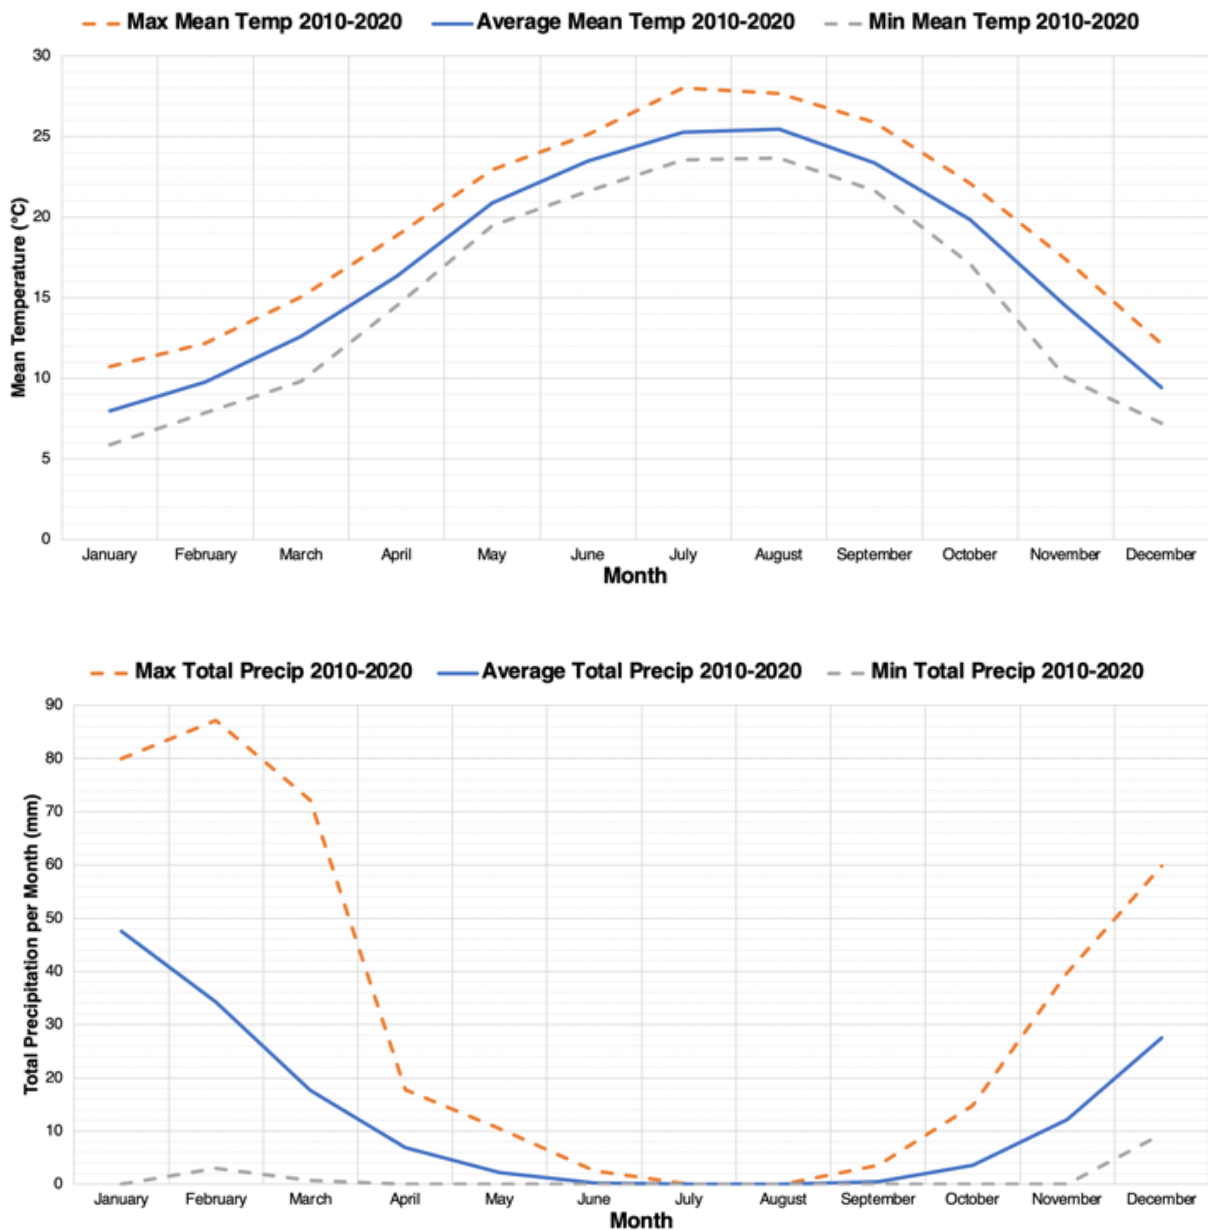 Max Mean Temp 2010-2020 Average Mean Temp 2010-2020 Min Mean Temp 2010-2020
30
25
20
15
10
5
0
Mean Temperature (°C)
January February March April May June July August September October November December
Month
Max Total Precip 2010-2020 Average Total Precip 2010-2020 Min Total Precip 2010-2020
90
80
70
60
50
40
30
20
10
0
Total Precipitation per Month (mm)
January February March April May June July August September October November December
Month